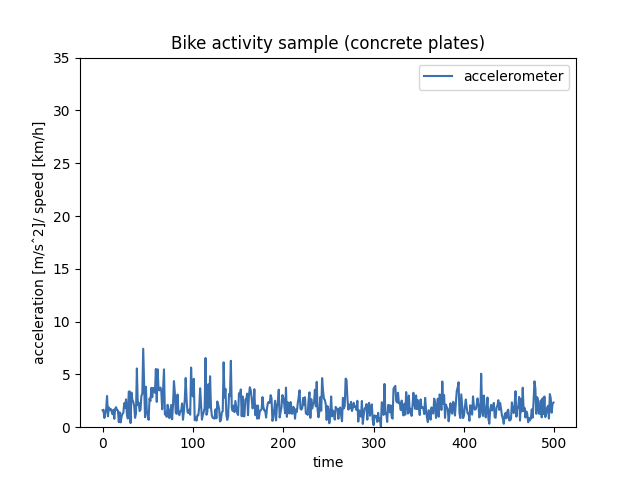 Bike activity sample (concrete plates)
accelerometer
acceleration [m/sˆ2]/ speed [km/h]
35
30
25
20
15
10
5
0
0 100 200 300 400 500
time